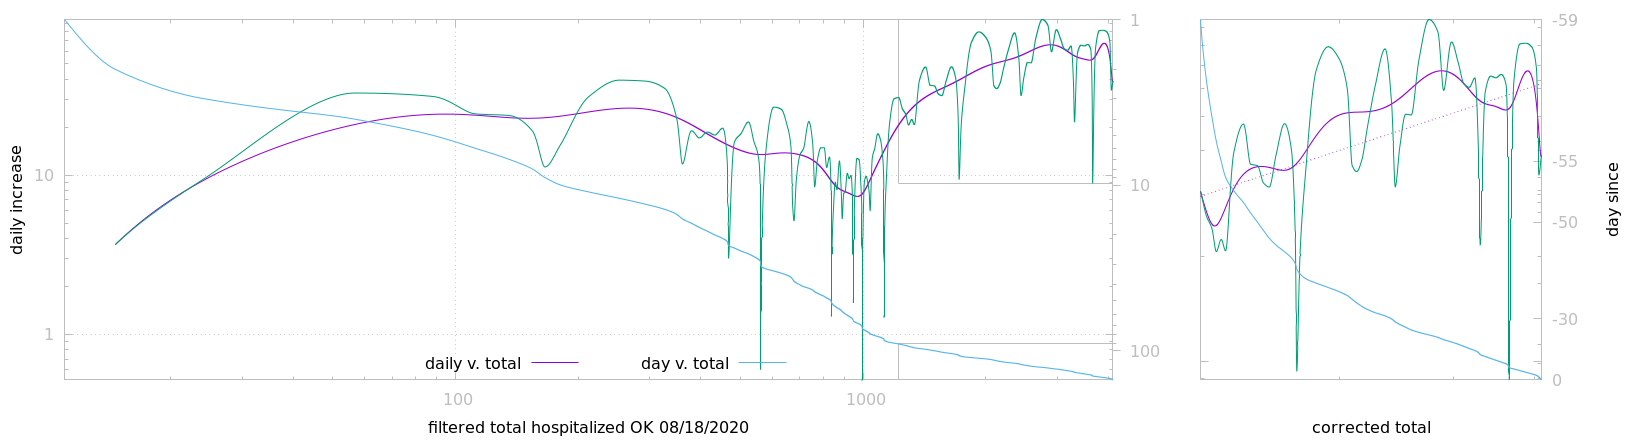 daily increase
10
1
100
1000
daily v. total
day v. total
1
10
100
filtered total hospitalized OK 08/18/2020
-59
-55
-50
-30
0
day since
corrected total